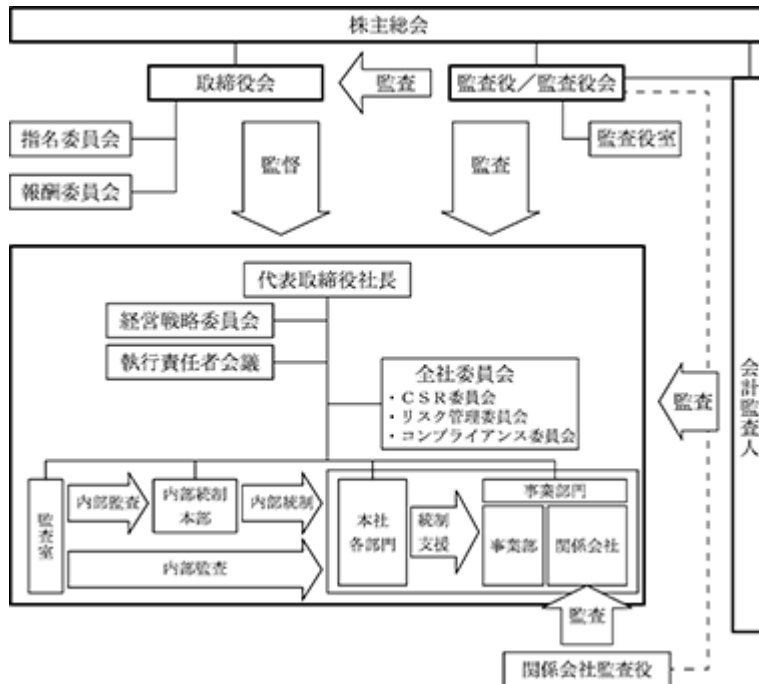 株主総会
取締役会
監査
監査役／監査役会
指名委員会
報酬委員会
監査役室
監督
監査
代表取締役社長
経営戦略委員会
執行責任者会議
全社委員会
・ＣＳＲ委員会
・リスク管理委員会
・コンプライアンス委員会
監査
会計監査人
監査室
内部監査
内部統制
本部
内部統制
内部監査
本社
各部門
統制
支援
事業部門
事業部
関係会社
監査
関係会社監査役